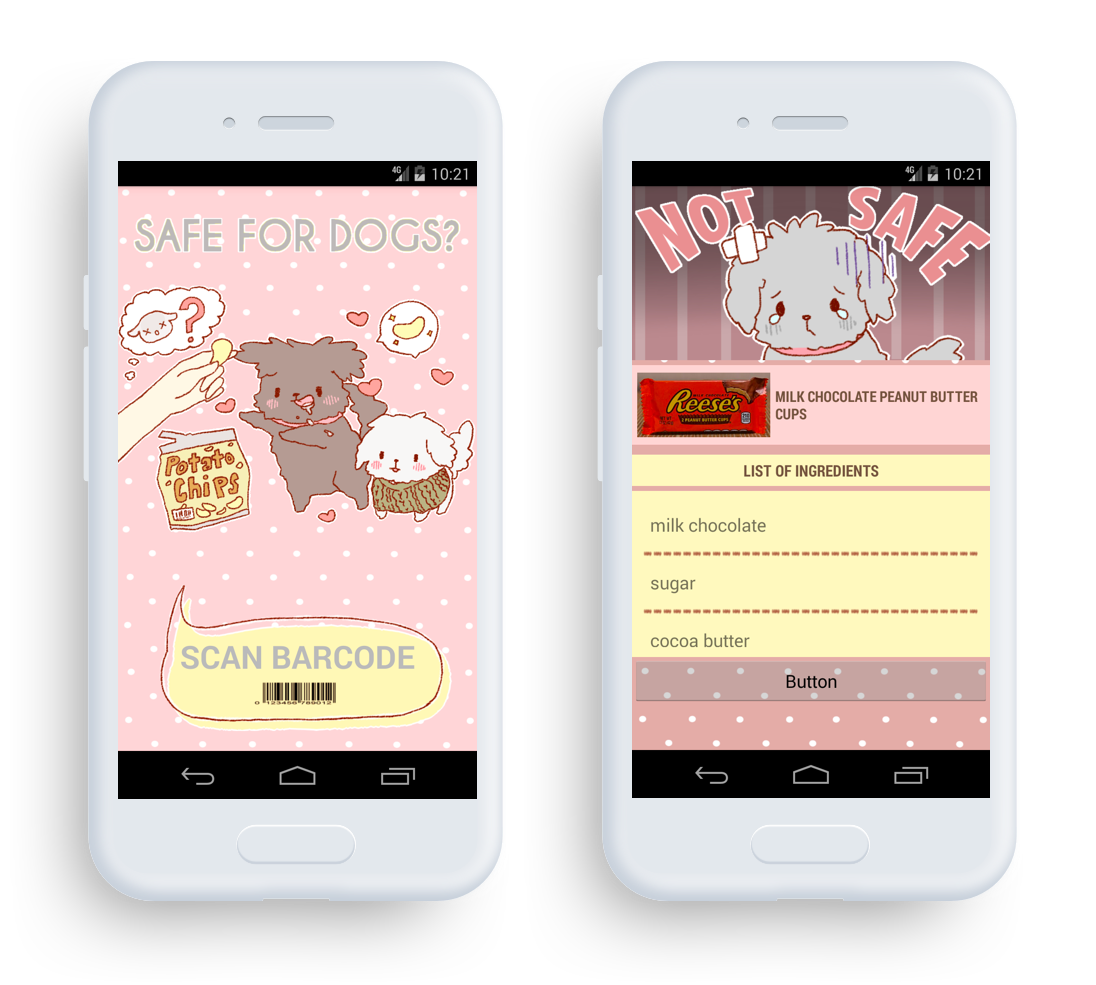 4G 10:21
SAFE FOR DOGS?
?
Potato
Chips
SCAN BARCODE
0 123456 789012
4G 10:21
NOT SAFE
Reese's
MILK CHOCOLATE PEANUT BUTTER
CUPS
LIST OF INGREDIENTS
milk chocolate
sugar
cocoa butter
Button